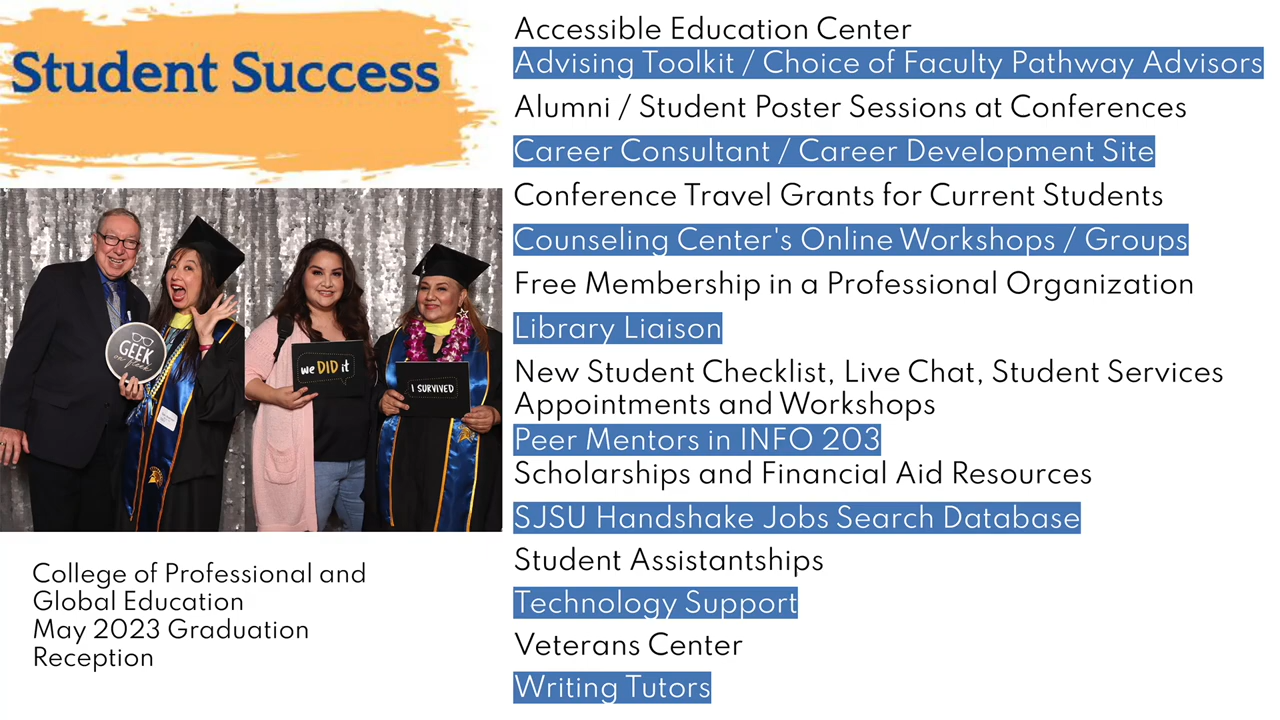 Student Success
GEEK
on fleek
we DID it
I SURVIVED
College of Professional and
Global Education
May 2023 Graduation
Reception
Accessible Education Center
Advising Toolkit / Choice of Faculty Pathway Advisors
Alumni / Student Poster Sessions at Conferences
Career Consultant / Career Development Site
Conference Travel Grants for Current Students
Counseling Center's Online Workshops / Groups
Free Membership in a Professional Organization
Library Liaison
New Student Checklist, Live Chat, Student Services
Appointments and Workshops
Peer Mentors in INFO 203
Scholarships and Financial Aid Resources
SJSU Handshake Jobs Search Database
Student Assistantships
Technology Support
Veterans Center
Writing Tutors